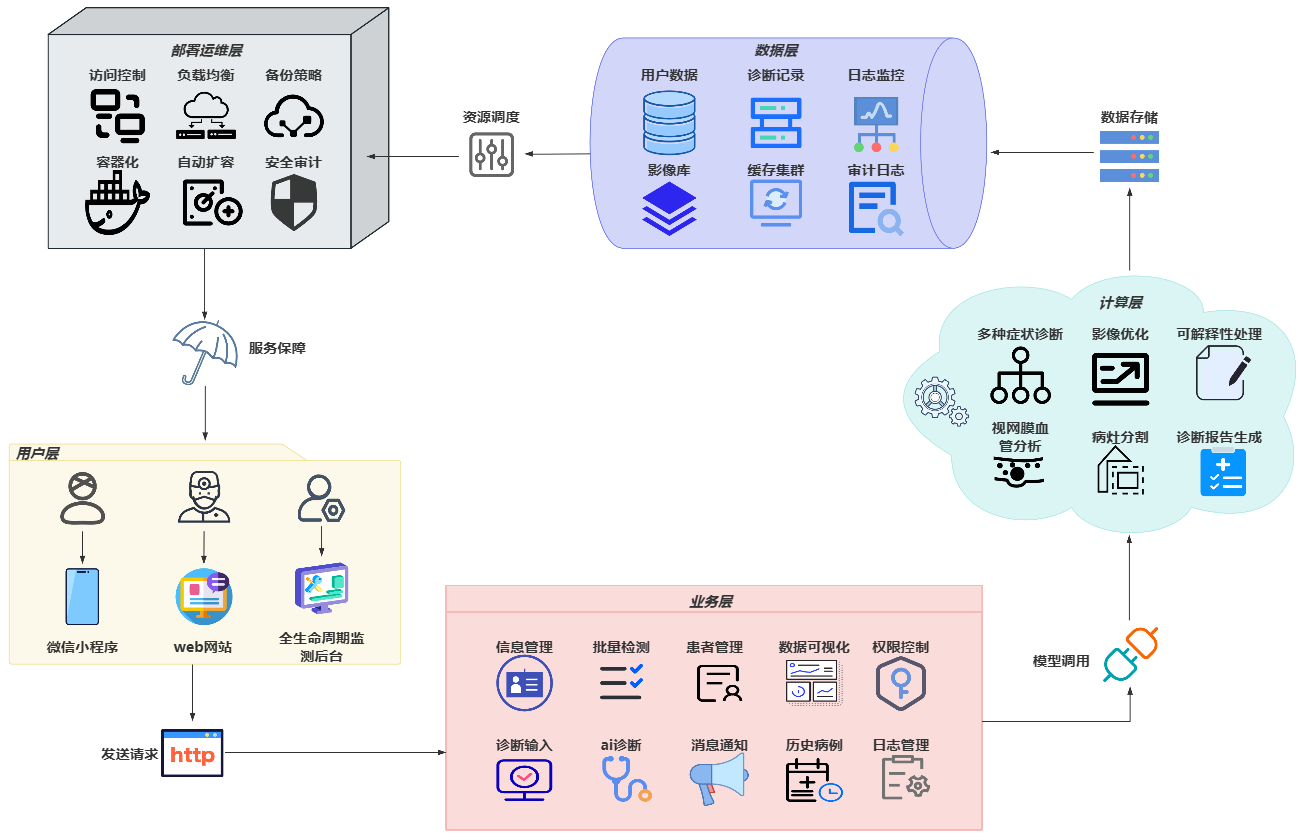 部署运维层
访问控制
负载均衡
备份策略
容器化
自动扩容
安全审计
资源调度
数据层
用户数据
诊断记录
日志监控
影像库
缓存集群
审计日志
数据存储
计算层
多种症状诊断
影像优化
可解释性处理
视网膜血
管分析
病灶分割
诊断报告生成
服务保障
用户层
微信小程序
web网站
全生命周期监
测后台
发送请求
http
业务层
信息管理
批量检测
患者管理
数据可视化
权限控制
诊断输入
ai诊断
消息通知
历史病例
日志管理
模型调用